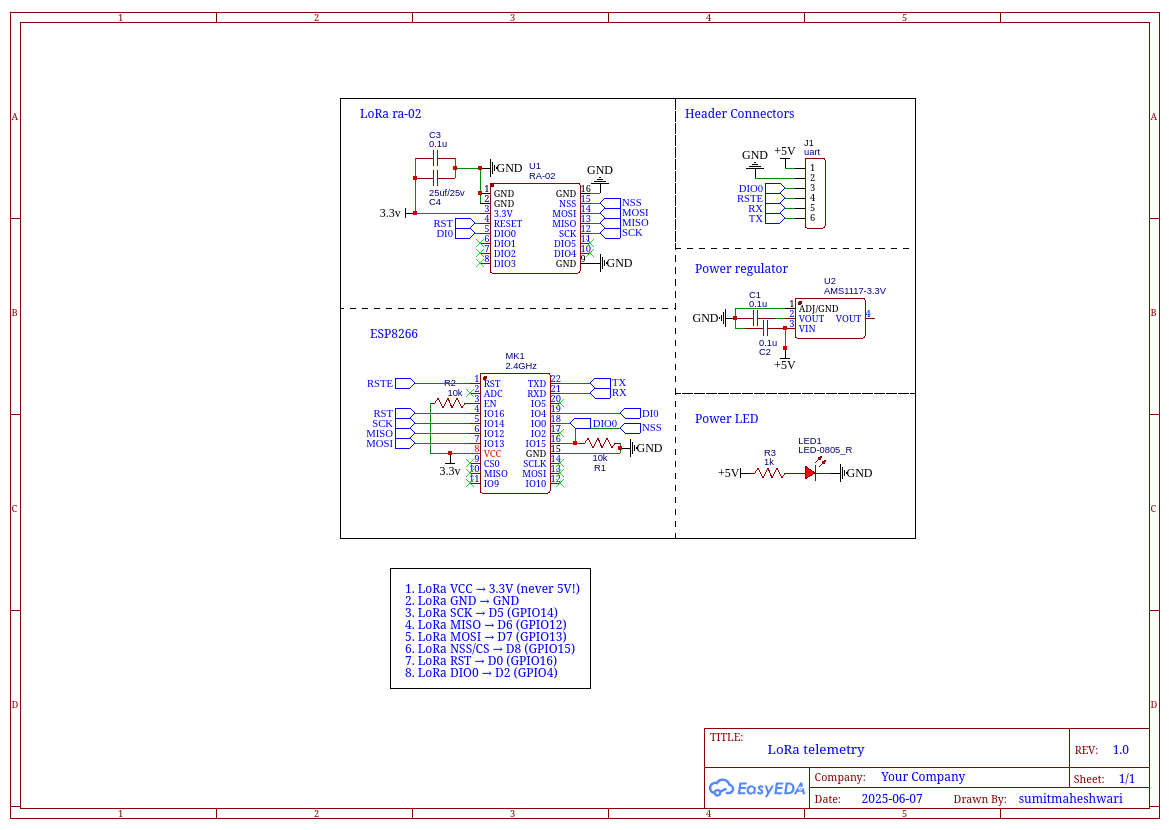 1 2 3 4 5
A
B
C
D
A
B
C
D
LoRa ra-02
C3
0.1u
GND
25uf/25v
C4
3.3v
U1
RA-02
GND
RST
DI0
1 GND
2 GND
3 3.3V
4 RESET
5 DIO0
6 DIO1
7 DIO2
8 DIO3
GND 16
NSS 15
MOSI 14
MISO 13
SCK 12
DIO5 11
DIO4 10
GND 9
NSS
MOSI
MISO
SCK
GND
Header Connectors
J1
uart
GND
+5V
DIO0
RSTE
RX
TX
1
2
3
4
5
6
Power regulator
U2
AMS1117-3.3V
C1
0.1u
GND
1 ADJ/GND
2 VOUT VOUT 4
3 VIN
0.1u
C2
+5V
ESP8266
MK1
2.4GHz
RSTE
R2
10k
RST
SCK
MISO
MOSI
3.3v
1 RST
2 ADC
3 EN
4 IO16
5 IO14
6 IO12
7 IO13
8 VCC
9 CS0
10 MISO
11 IO9
TXD 22
RXD 21
IO5 20
IO4 19
IO0 18
IO2 17
IO15 16
GND 15
SCLK 14
MOSI 13
IO10 12
TX
RX
DI0
DIO0
NSS
GND
10k
R1
Power LED
LED1
LED-0805_R
R3
1k
+5V
GND
1. LoRa VCC → 3.3V (never 5V!)
2. LoRa GND → GND
3. LoRa SCK → D5 (GPIO14)
4. LoRa MISO → D6 (GPIO12)
5. LoRa MOSI → D7 (GPIO13)
6. LoRa NSS/CS → D8 (GPIO15)
7. LoRa RST → D0 (GPIO16)
8. LoRa DIO0 → D2 (GPIO4)
TITLE:
LoRa telemetry
REV: 1.0
EasyEDA
Company: Your Company
Sheet: 1/1
Date: 2025-06-07 Drawn By: sumitmaheshwari
1 2 3 4 5